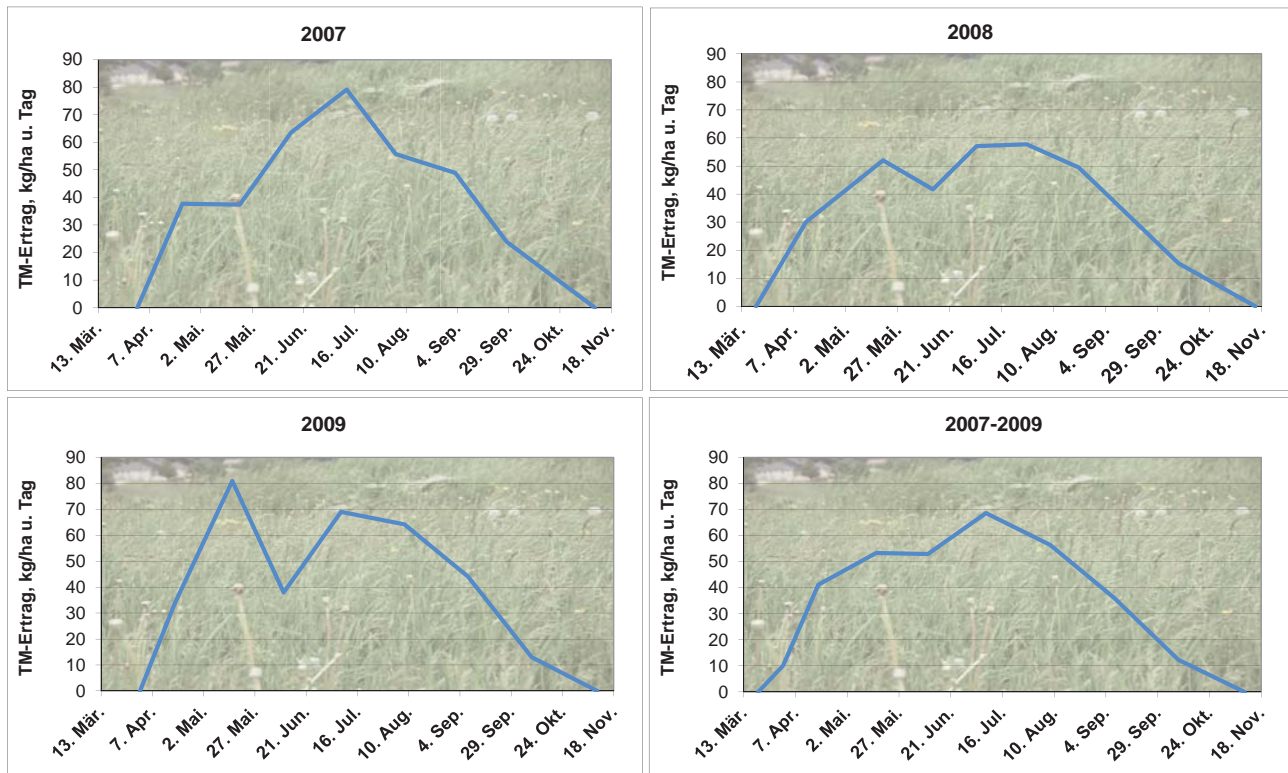 2007
TM-Ertrag, kg/ha u. Tag
90
80
70
60
50
40
30
20
10
0
13. Mär.
7. Apr.
2. Mai.
27. Mai.
21. Jun.
16. Jul.
10. Aug.
4. Sep.
29. Sep.
24. Okt.
18. Nov.
2008
TM-Ertrag, kg/ha u. Tag
90
80
70
60
50
40
30
20
10
0
13. Mär.
7. Apr.
2. Mai.
27. Mai.
21. Jun.
16. Jul.
10. Aug.
4. Sep.
29. Sep.
24. Okt.
18. Nov.
2009
TM-Ertrag, kg/ha u. Tag
90
80
70
60
50
40
30
20
10
0
13. Mär.
7. Apr.
2. Mai.
27. Mai.
21. Jun.
16. Jul.
10. Aug.
4. Sep.
29. Sep.
24. Okt.
18. Nov.
2007-2009
TM-Ertrag, kg/ha u. Tag
90
80
70
60
50
40
30
20
10
0
13. Mär.
7. Apr.
2. Mai.
27. Mai.
21. Jun.
16. Jul.
10. Aug.
4. Sep.
29. Sep.
24. Okt.
18. Nov.